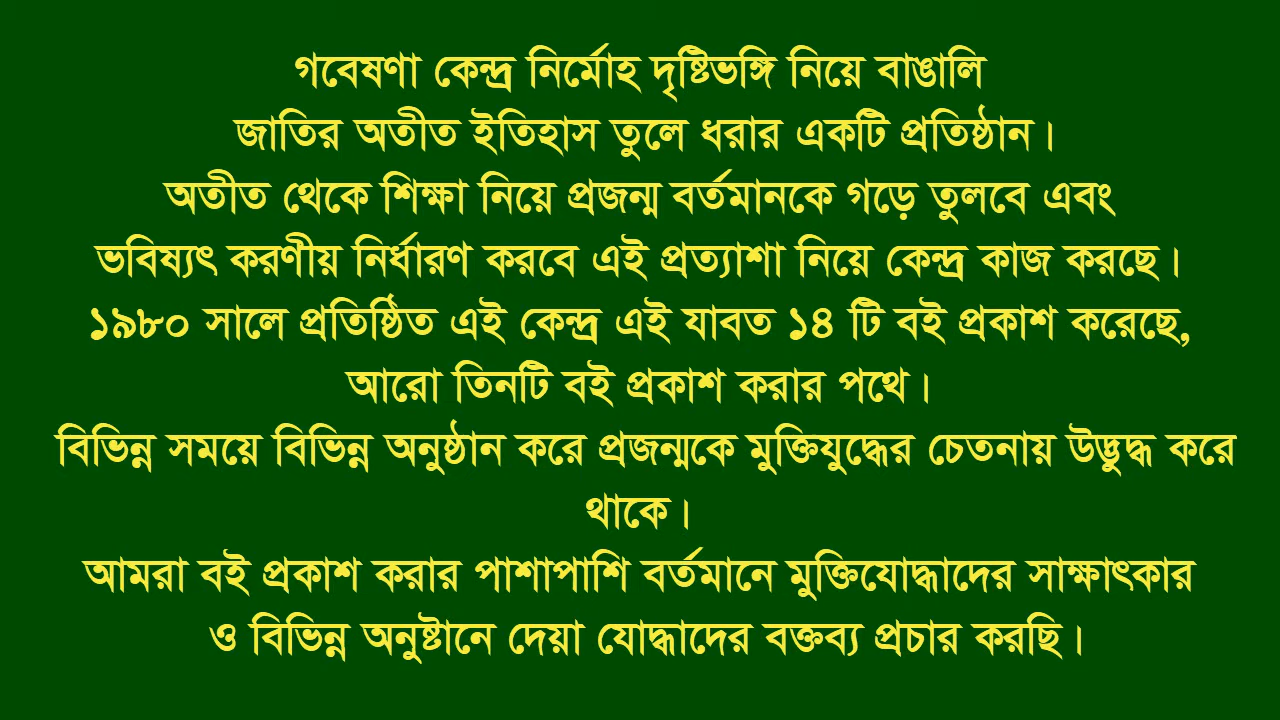 গবেষণা কেন্দ্র নির্মোহ দৃষ্টিভঙ্গি নিয়ে বাঙালি
জাতির অতীত ইতিহাস তুলে ধরার একটি প্রতিষ্ঠান।
অতীত থেকে শিক্ষা নিয়ে প্রজন্ম বর্তমানকে গড়ে তুলবে এবং
ভবিষ্যৎ করণীয় নির্ধারণ করবে এই প্রত্যাশা নিয়ে কেন্দ্র কাজ করছে।
১৯৮০ সালে প্রতিষ্ঠিত এই কেন্দ্র এই যাবত ১৪ টি বই প্রকাশ করেছে,
আরো তিনটি বই প্রকাশ করার পথে।
বিভিন্ন সময়ে বিভিন্ন অনুষ্ঠান করে প্রজন্মকে মুক্তিযুদ্ধের চেতনায় উদ্ভুদ্ধ করে
থাকে।
আমরা বই প্রকাশ করার পাশাপাশি বর্তমানে মুক্তিযোদ্ধাদের সাক্ষাৎকার
ও বিভিন্ন অনুষ্টানে দেয়া যোদ্ধাদের বক্তব্য প্রচার করছি।